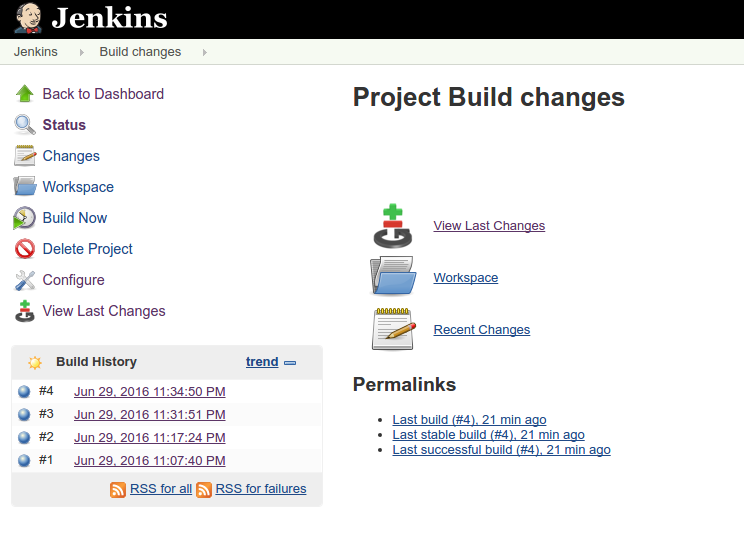 Jenkins
Jenkins Build changes
Back to Dashboard
Status
Changes
Workspace
Build Now
Delete Project
Configure
View Last Changes
Build History trend
#4 Jun 29, 2016 11:34:50 PM
#3 Jun 29, 2016 11:31:51 PM
#2 Jun 29, 2016 11:17:24 PM
#1 Jun 29, 2016 11:07:40 PM
RSS for all RSS for failures
Project Build changes
View Last Changes
Workspace
Recent Changes
Permalinks
Last build (#4), 21 min ago
Last stable build (#4), 21 min ago
Last successful build (#4), 21 min ago